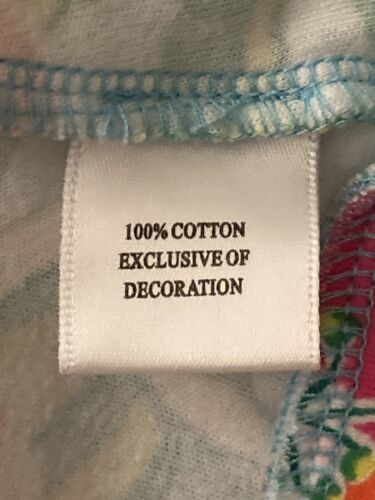 100% COTTON
EXCLUSIVE OF
DECORATION